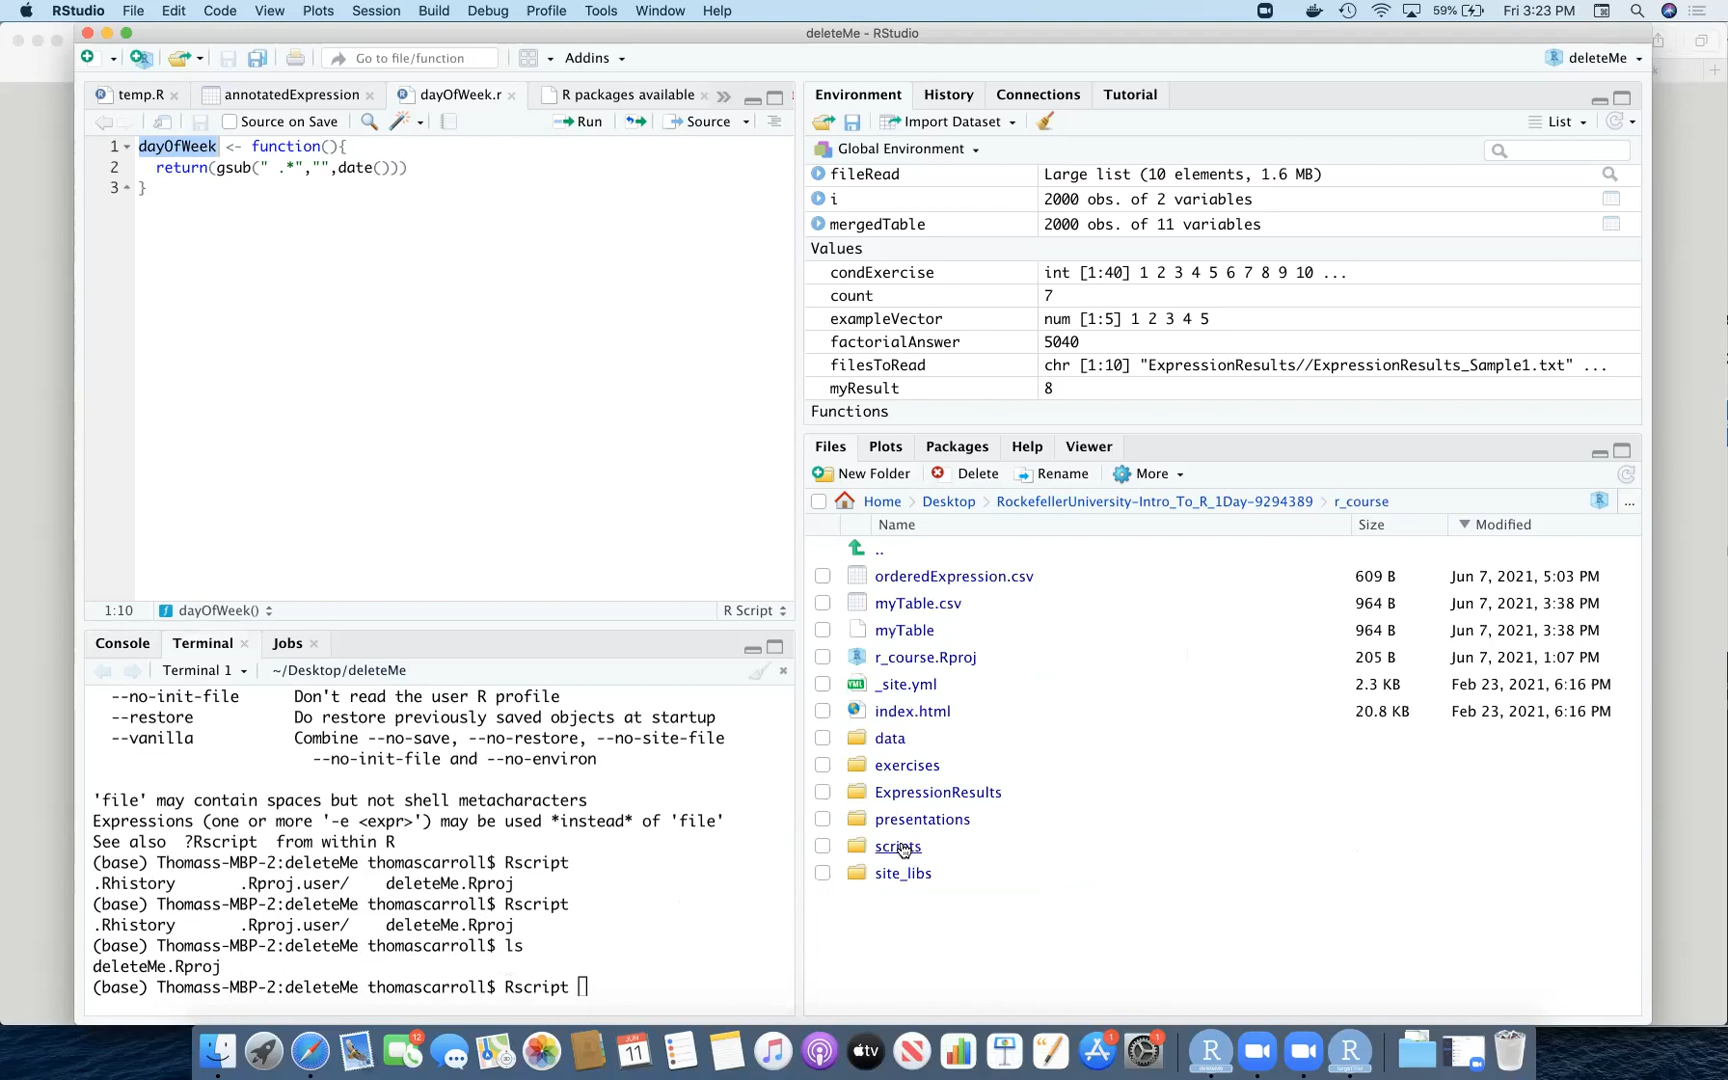 RStudio File Edit Code View Plots Session Build Debug Profile Tools Window Help 59% Fri 3:23 PM
deleteMe - RStudio
Go to file/function Addins deleteMe
temp.R annotatedExpression dayOfWeek.r R packages available
Source on Save Run Source
1 dayOfWeek <- function(){
2 return(gsub(" .*","",date()))
3 }
1:10 dayOfWeek() R Script
Environment History Connections Tutorial
Import Dataset List
Global Environment
fileRead Large list (10 elements, 1.6 MB)
i 2000 obs. of 2 variables
mergedTable 2000 obs. of 11 variables
Values
condExercise int [1:40] 1 2 3 4 5 6 7 8 9 10 ...
count 7
exampleVector num [1:5] 1 2 3 4 5
factorialAnswer 5040
filesToRead chr [1:10] "ExpressionResults//ExpressionResults_Sample1.txt" ...
myResult 8
Functions
Console Terminal Jobs
Terminal 1 ~/Desktop/deleteMe
--no-init-file Don't read the user R profile
--restore Do restore previously saved objects at startup
--vanilla Combine --no-save, --no-restore, --no-site-file
--no-init-file and --no-environ
'file' may contain spaces but not shell metacharacters
Expressions (one or more '-e <expr>') may be used *instead* of 'file'
See also ?Rscript from within R
(base) Thomass-MBP-2:deleteMe thomascarroll$ Rscript
.Rhistory .Rproj.user/ deleteMe.Rproj
(base) Thomass-MBP-2:deleteMe thomascarroll$ Rscript
.Rhistory .Rproj.user/ deleteMe.Rproj
(base) Thomass-MBP-2:deleteMe thomascarroll$ ls
deleteMe.Rproj
(base) Thomass-MBP-2:deleteMe thomascarroll$ Rscript
Files Plots Packages Help Viewer
New Folder Delete Rename More
Home Desktop RockefellerUniversity-Intro_To_R_1Day-9294389 r_course ...
Name Size Modified
..
orderedExpression.csv 609 B Jun 7, 2021, 5:03 PM
myTable.csv 964 B Jun 7, 2021, 3:38 PM
myTable 964 B Jun 7, 2021, 3:38 PM
r_course.Rproj 205 B Jun 7, 2021, 1:07 PM
_site.yml 2.3 KB Feb 23, 2021, 6:16 PM
index.html 20.8 KB Feb 23, 2021, 6:16 PM
data
exercises
ExpressionResults
presentations
scripts
site_libs
12 JUN 11 tv 1 1 R R